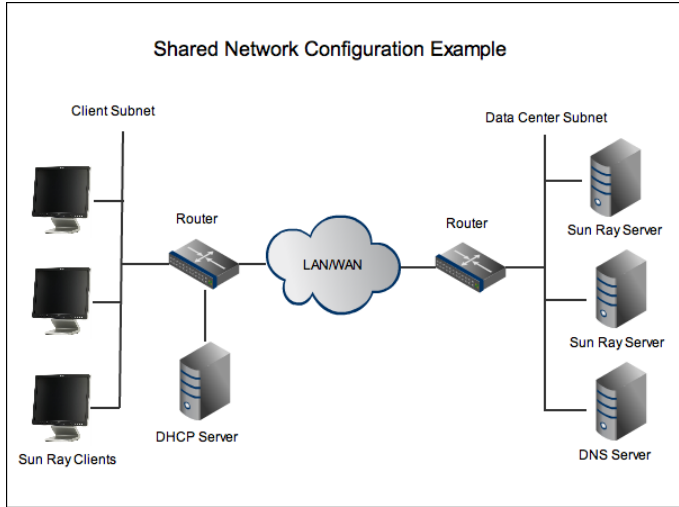 Shared Network Configuration Example
Client Subnet
Data Center Subnet
Router
Router
Sun Ray Server
LAN/WAN
Sun Ray Server
DHCP Server
Sun Ray Clients
DNS Server